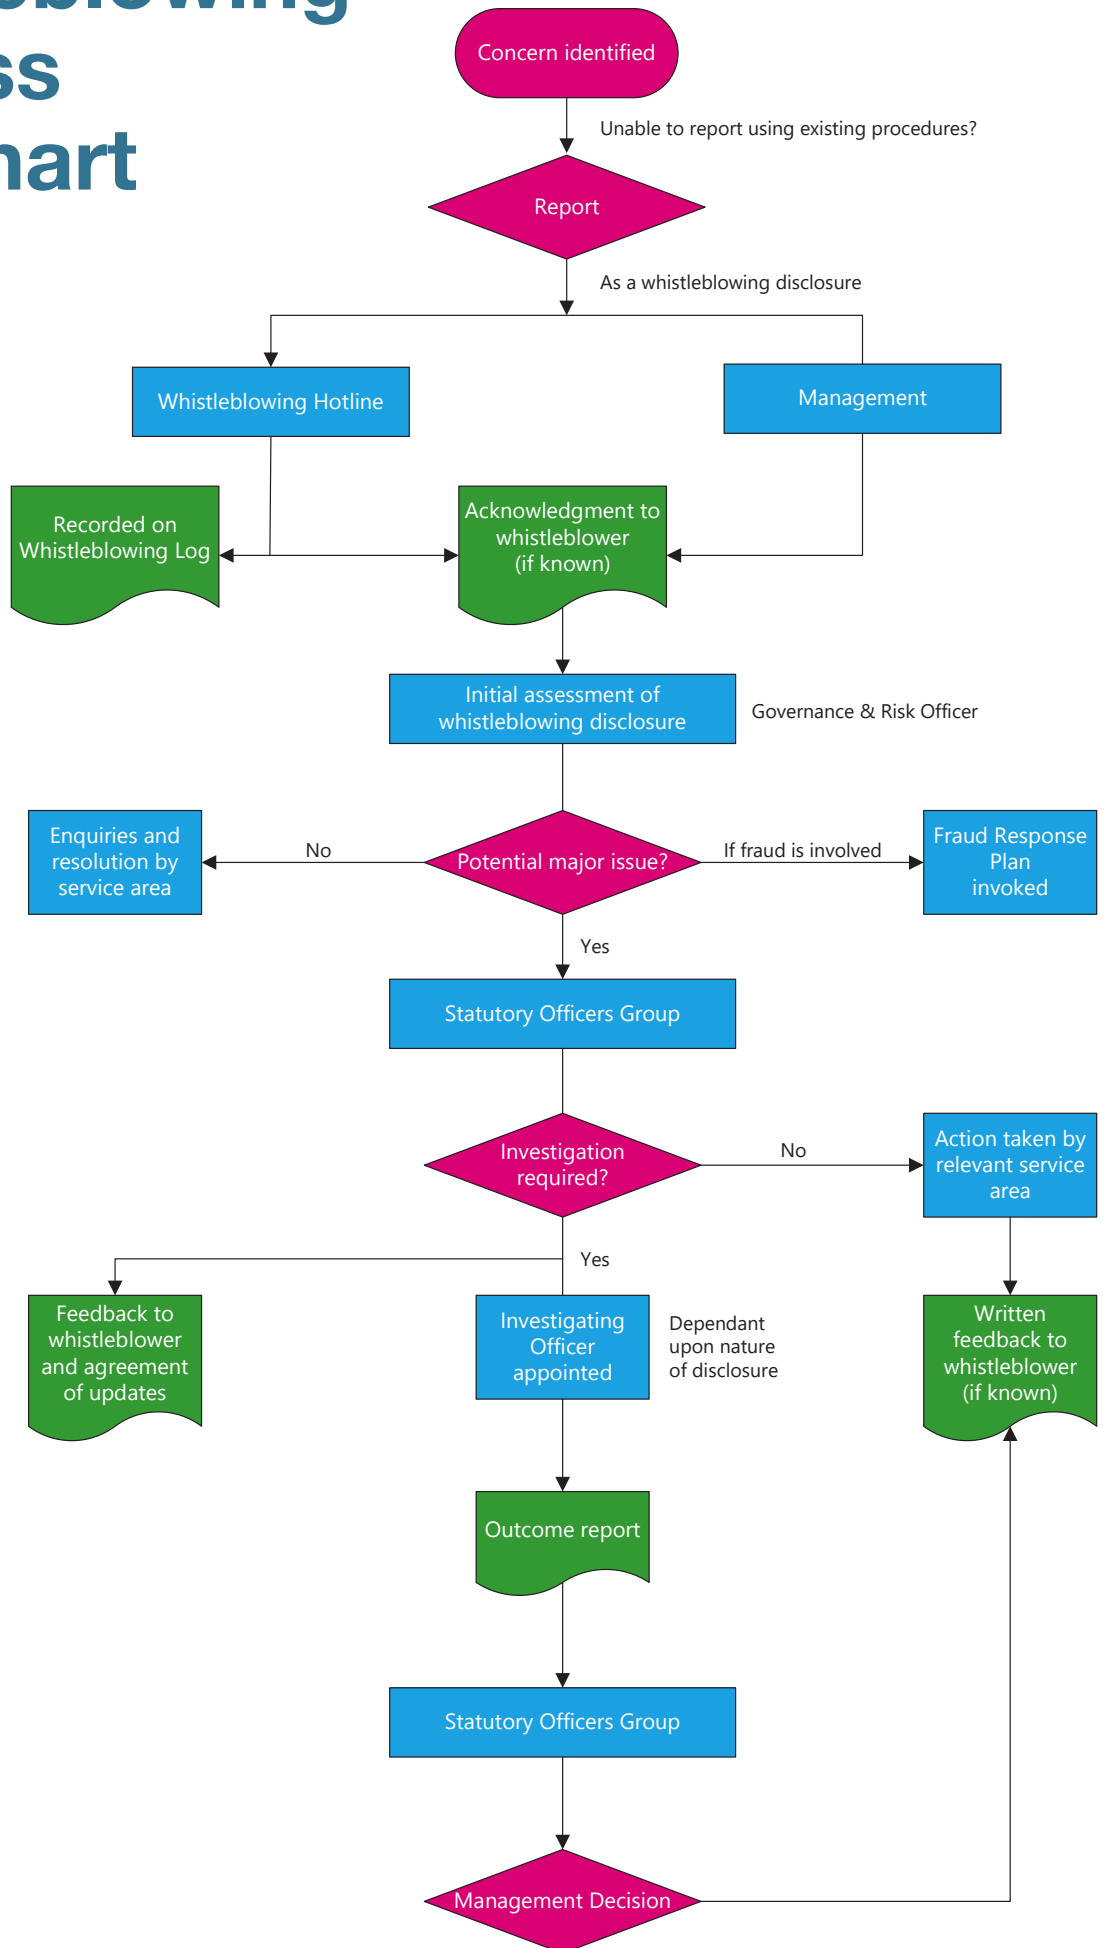 Concern identified
Unable to report using existing procedures?
Report
As a whistleblowing disclosure
Whistleblowing Hotline
Management
Recorded on
Whistleblowing Log
Acknowledgment to
whistleblower
(if known)
Initial assessment of
whistleblowing disclosure
Governance & Risk Officer
Enquiries and
resolution by
service area
No
Potential major issue?
If fraud is involved
Fraud Response
Plan
invoked
Yes
Statutory Officers Group
Investigation
required?
No
Action taken by
relevant service
area
Yes
Feedback to
whistleblower
and agreement
of updates
Investigating
Officer
appointed
Dependant
upon nature
of disclosure
Written
feedback to
whistleblower
(if known)
Outcome report
Statutory Officers Group
Management Decision